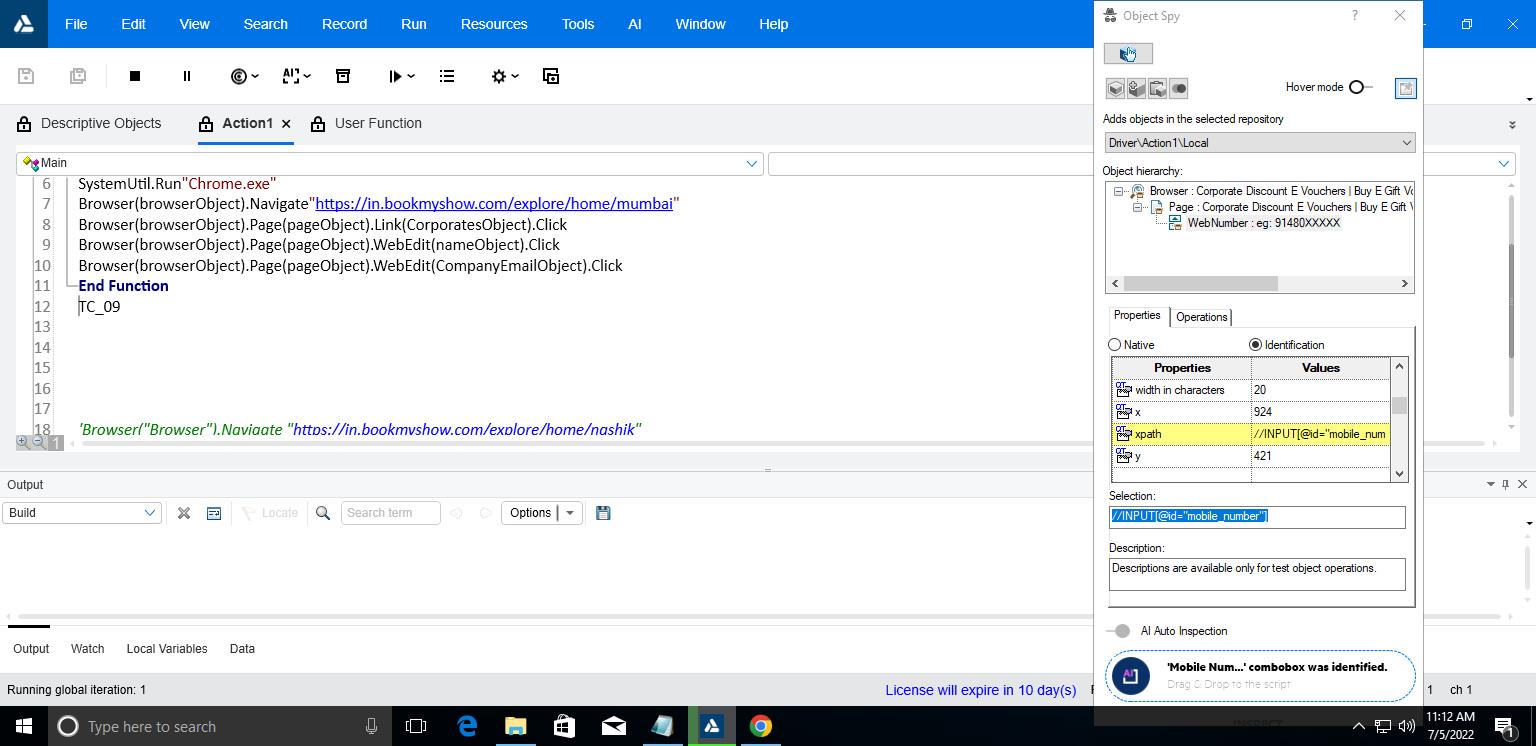 File Edit View Search Record Run Resources Tools AI Window Help
Descriptive Objects Action1 User Function
Main
6 SystemUtil.Run"Chrome.exe"
7 Browser(browserObject).Navigate"https://in.bookmyshow.com/explore/home/mumbai"
8 Browser(browserObject).Page(pageObject).Link(CorporatesObject).Click
9 Browser(browserObject).Page(pageObject).WebEdit(nameObject).Click
10 Browser(browserObject).Page(pageObject).WebEdit(CompanyEmailObject).Click
11 End Function
12 TC_09
13
14
15
16
17
18 'Browser("Browser").Navigate "https://in.bookmyshow.com/explore/home/nashik"
1
Output
Build Locate Search term Options
Output Watch Local Variables Data
Running global iteration: 1 License will expire in 10 day(s) 1 ch 1
Object Spy ?
Hover mode
Adds objects in the selected repository
Driver\Action1\Local
Object hierarchy:
Browser : Corporate Discount E Vouchers | Buy E Gift Vo
Page : Corporate Discount E Vouchers | Buy E Gift V
WebNumber : eg: 91480XXXXX
Properties Operations
Native Identification
Properties Values
width in characters 20
x 924
xpath //INPUT[@id="mobile_num
y 421
Selection:
//INPUT[@id="mobile_number"]
Description:
Descriptions are available only for test object operations.
AI Auto Inspection
AI 'Mobile Num...' combobox was identified.
Drag & Drop to the script
INSPECT
Type here to search
11:12 AM
7/5/2022
1